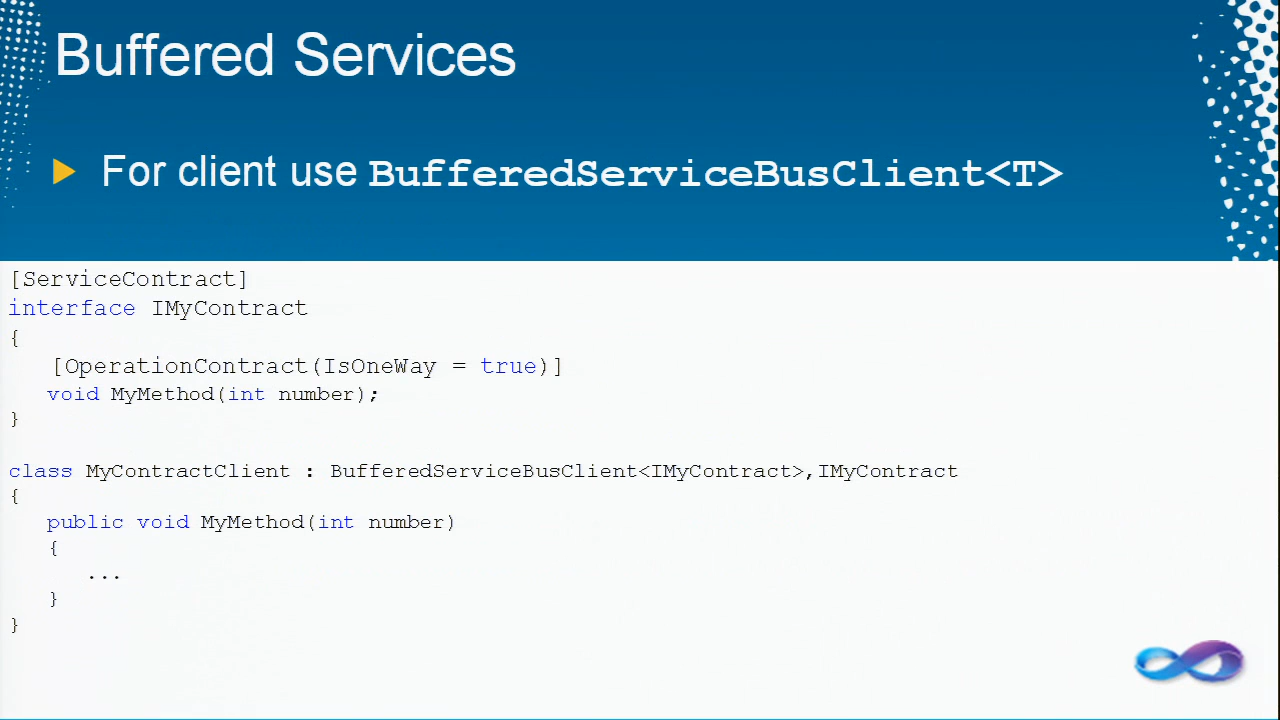 Buffered Services
For client use BufferedServiceBusClient<T>
[ServiceContract]
interface IMyContract
{
[OperationContract(IsOneWay = true)]
void MyMethod(int number);
}
class MyContractClient : BufferedServiceBusClient<IMyContract>,IMyContract
{
public void MyMethod(int number)
{
...
}
}